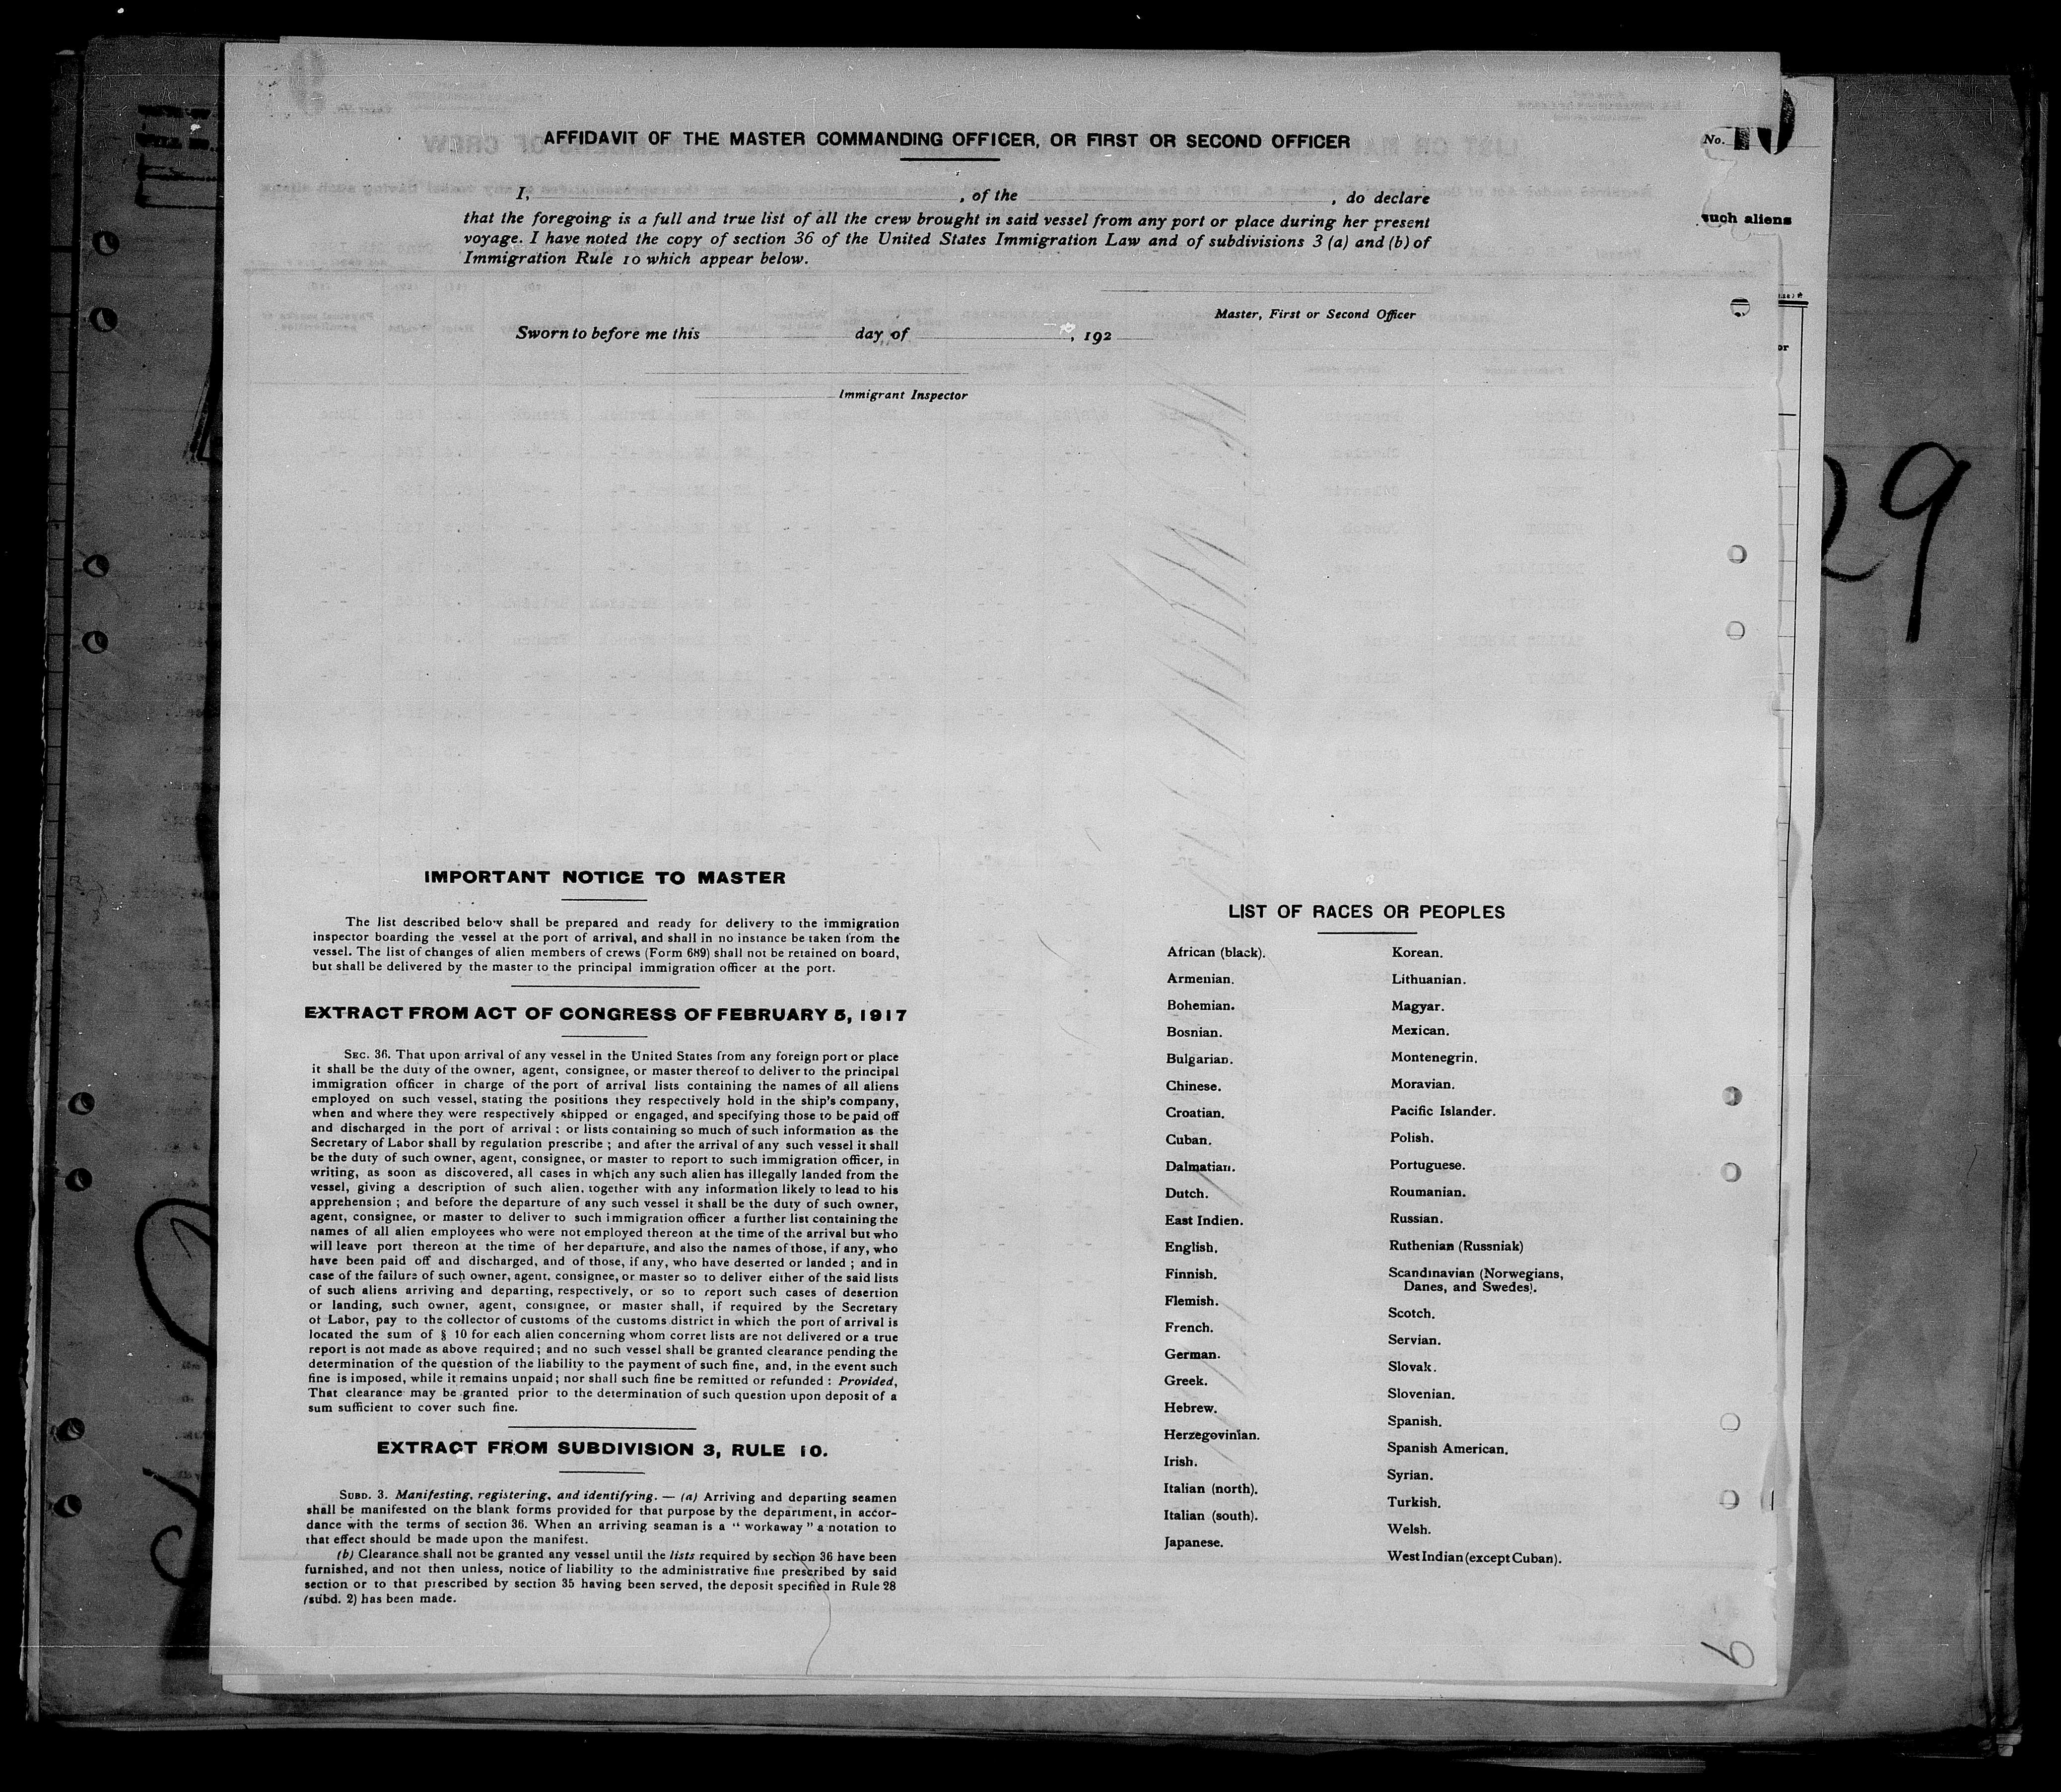 AFFIDAVIT OF THE MASTER COMMANDING OFFICER, OR FIRST OR SECOND OFFICER
No.
I, , of the , do declare
that the foregoing is a full and true list of all the crew brought in said vessel from any port or place during her present
voyage. I have noted the copy of section 36 of the United States Immigration Law and of subdivisions 3 (a) and (b) of
Immigration Rule 10 which appear below.
such aliens
Master, First or Second Officer
Sworn to before me this day of , 192
Immigrant Inspector
29
IMPORTANT NOTICE TO MASTER
The list described below shall be prepared and ready for delivery to the immigration
inspector boarding the vessel at the port of arrival, and shall in no instance be taken from the
vessel. The list of changes of alien members of crews (Form 689) shall not be retained on board,
but shall be delivered by the master to the principal immigration officer at the port.
EXTRACT FROM ACT OF CONGRESS OF FEBRUARY 5, 1917
SEC. 36. That upon arrival of any vessel in the United States from any foreign port or place
it shall be the duty of the owner, agent, consignee, or master thereof to deliver to the principal
immigration officer in charge of the port of arrival lists containing the names of all aliens
employed on such vessel, stating the positions they respectively hold in the ship's company,
when and where they were respectively shipped or engaged, and specifying those to be paid off
and discharged in the port of arrival ; or lists containing so much of such information as the
Secretary of Labor shall by regulation prescribe ; and after the arrival of any such vessel it shall
be the duty of such owner, agent, consignee, or master to report to such immigration officer, in
writing, as soon as discovered, all cases in which any such alien has illegally landed from the
vessel, giving a description of such alien, together with any information likely to lead to his
apprehension ; and before the departure of any such vessel it shall be the duty of such owner,
agent, consignee, or master to deliver to such immigration officer a further list containing the
names of all alien employees who were not employed thereon at the time of the arrival but who
will leave port thereon at the time of her departure, and also the names of those, if any, who
have been paid off and discharged, and of those, if any, who have deserted or landed ; and in
case of the failure of such owner, agent, consignee, or master so to deliver either of the said lists
of such aliens arriving and departing, respectively, or so to report such cases of desertion
or landing, such owner, agent, consignee, or master shall, if required by the Secretary
of Labor, pay to the collector of customs of the customs district in which the port of arrival is
located the sum of § 10 for each alien concerning whom corret lists are not delivered or a true
report is not made as above required ; and no such vessel shall be granted clearance pending the
determination of the question of the liability to the payment of such fine, and, in the event such
fine is imposed, while it remains unpaid ; nor shall such fine be remitted or refunded : Provided,
That clearance may be granted prior to the determination of such question upon deposit of a
sum sufficient to cover such fine.
EXTRACT FROM SUBDIVISION 3, RULE 10.
SUBD. 3. Manifesting, registering, and identifying. — (a) Arriving and departing seamen
shall be manifested on the blank forms provided for that purpose by the department, in accor-
dance with the terms of section 36. When an arriving seaman is a " workaway " a notation to
that effect should be made upon the manifest.
(b) Clearance shall not be granted any vessel until the lists required by section 36 have been
furnished, and not then unless, notice of liability to the administrative fine prescribed by said
section or to that prescribed by section 35 having been served, the deposit specified in Rule 28
(subd. 2) has been made.
LIST OF RACES OR PEOPLES
African (black).
Armenian.
Bohemian.
Bosnian.
Bulgarian.
Chinese.
Croatian.
Cuban.
Dalmatian.
Dutch.
East Indien.
English.
Finnish.
Flemish.
French.
German.
Greek.
Hebrew.
Herzegovinian.
Irish.
Italian (north).
Italian (south).
Japanese.
Korean.
Lithuanian.
Magyar.
Mexican.
Montenegrin.
Moravian.
Pacific Islander.
Polish.
Portuguese.
Roumanian.
Russian.
Ruthenian (Russniak)
Scandinavian (Norwegians,
Danes, and Swedes).
Scotch.
Servian.
Slovak.
Slovenian.
Spanish.
Spanish American.
Syrian.
Turkish.
Welsh.
West Indian (except Cuban).